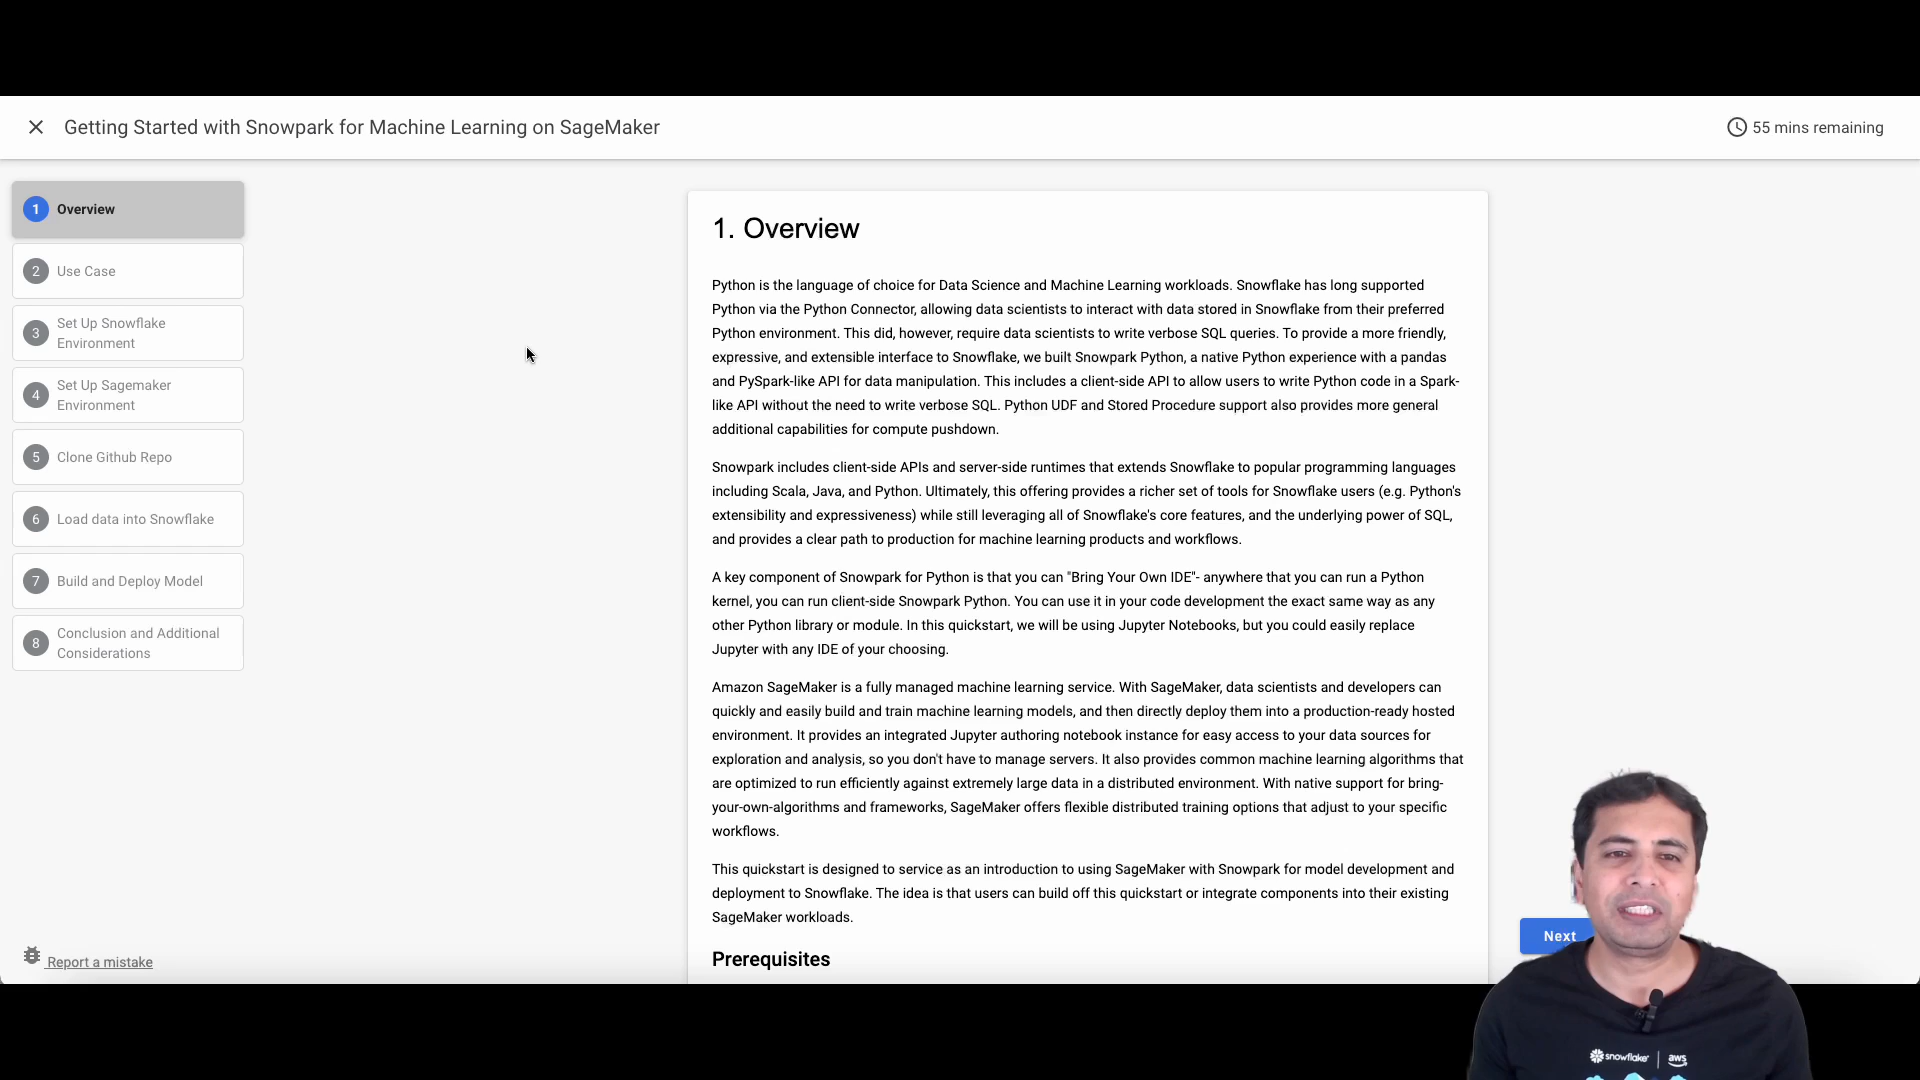 Getting Started with Snowpark for Machine Learning on SageMaker
55 mins remaining
1 Overview
2 Use Case
3 Set Up Snowflake
Environment
4 Set Up Sagemaker
Environment
5 Clone Github Repo
6 Load data into Snowflake
7 Build and Deploy Model
8 Conclusion and Additional
Considerations
Report a mistake
1. Overview
Python is the language of choice for Data Science and Machine Learning workloads. Snowflake has long supported
Python via the Python Connector, allowing data scientists to interact with data stored in Snowflake from their preferred
Python environment. This did, however, require data scientists to write verbose SQL queries. To provide a more friendly,
expressive, and extensible interface to Snowflake, we built Snowpark Python, a native Python experience with a pandas
and PySpark-like API for data manipulation. This includes a client-side API to allow users to write Python code in a Spark-
like API without the need to write verbose SQL. Python UDF and Stored Procedure support also provides more general
additional capabilities for compute pushdown.
Snowpark includes client-side APIs and server-side runtimes that extends Snowflake to popular programming languages
including Scala, Java, and Python. Ultimately, this offering provides a richer set of tools for Snowflake users (e.g. Python's
extensibility and expressiveness) while still leveraging all of Snowflake's core features, and the underlying power of SQL,
and provides a clear path to production for machine learning products and workflows.
A key component of Snowpark for Python is that you can "Bring Your Own IDE"- anywhere that you can run a Python
kernel, you can run client-side Snowpark Python. You can use it in your code development the exact same way as any
other Python library or module. In this quickstart, we will be using Jupyter Notebooks, but you could easily replace
Jupyter with any IDE of your choosing.
Amazon SageMaker is a fully managed machine learning service. With SageMaker, data scientists and developers can
quickly and easily build and train machine learning models, and then directly deploy them into a production-ready hosted
environment. It provides an integrated Jupyter authoring notebook instance for easy access to your data sources for
exploration and analysis, so you don't have to manage servers. It also provides common machine learning algorithms that
are optimized to run efficiently against extremely large data in a distributed environment. With native support for bring-
your-own-algorithms and frameworks, SageMaker offers flexible distributed training options that adjust to your specific
workflows.
This quickstart is designed to service as an introduction to using SageMaker with Snowpark for model development and
deployment to Snowflake. The idea is that users can build off this quickstart or integrate components into their existing
SageMaker workloads.
Prerequisites
Next
snowflake | aws